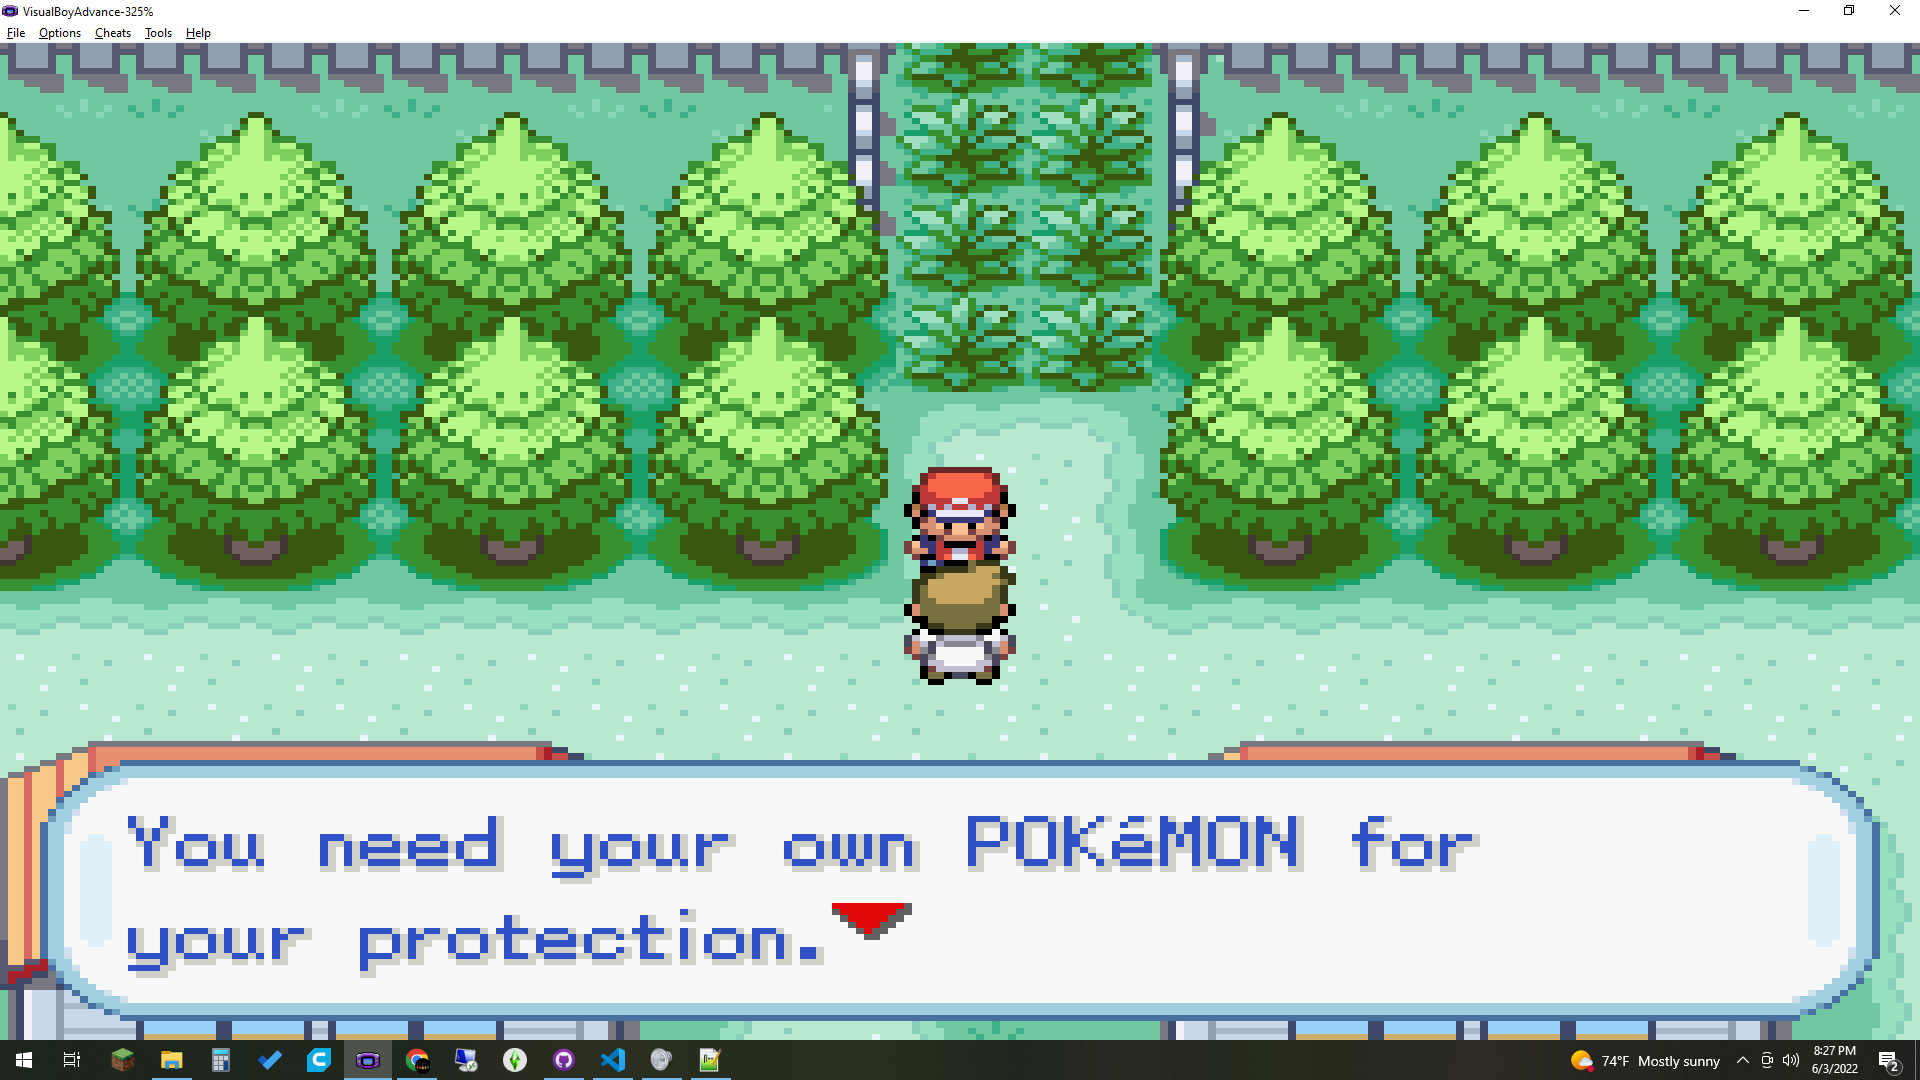 VisualBoyAdvance-325%
File Options Cheats Tools Help
You need your own POKéMON for
your protection.
74°F Mostly sunny
8:27 PM
6/3/2022
2